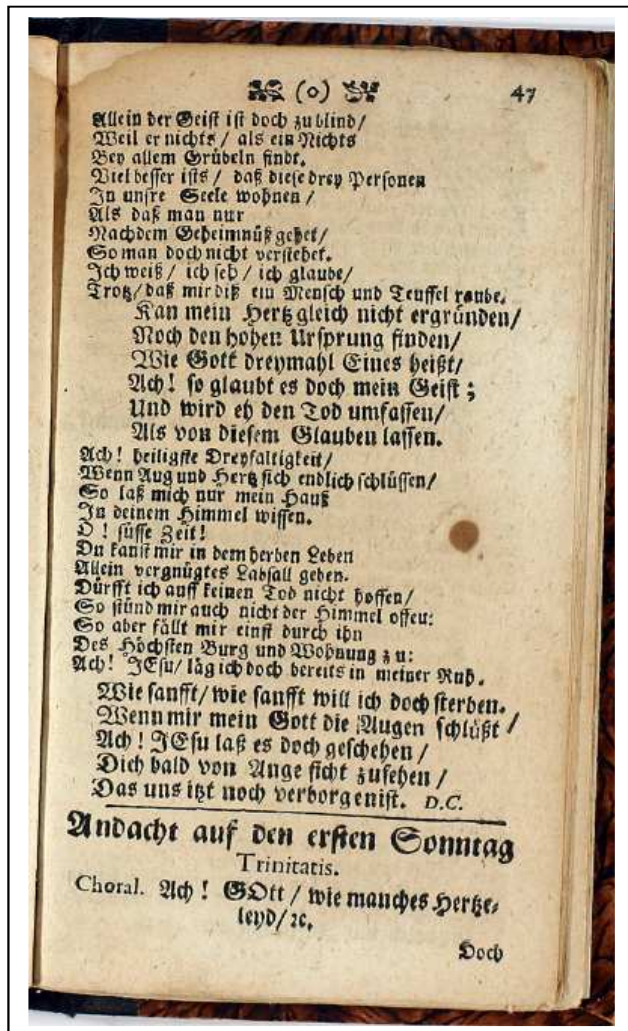 (o) 47
Allein der Geist ist doch zu blind/
Weil er nichts / als ein Nichts
Bey allem Grübeln findt.
Viel besser ists / daß diese drey Personen
In unsre Seele wohnen /
Als daß man nur
Nachdem Geheimnüß gehet/
So man doch nicht verstehet.
Ich weiß / ich seh / ich glaube/
Trotz/ daß mir diß ein Mensch und Teuffel raube.
Kan mein Hertz gleich nicht ergründen/
Noch den hohen Ursprung finden/
Wie Gott dreymahl Eines heißt/
Ach! so glaubt es doch mein Geist;
Und wird eh den Tod umfassen/
Als von diesem Glauben lassen.
Ach! heiligste Dreyfaltigkeit/
Wenn Aug und Hertz sich endlich schlüssen/
So laß mich nur mein Hauß
In deinem Himmel wissen.
O ! süsse Zeit!
Du kanst mir in dem herben Leben
Allein vergnügtes Labsall geben.
Dürfft ich auff keinen Tod nicht hoffen/
So stünd mir auch nicht der Himmel offeu:
So aber fällt mir einst durch ihn
Des Höchsten Burg und Wohnung zu:
Ach! JEsu/ läg ich doch bereits in meiner Ruh.
Wie sanfft/ wie sanfft will ich doch sterben.
Wenn mir mein Gott die Augen schlüßt /
Ach ! JEsu laß es doch geschehen /
Dich bald von Ange sicht zusehen /
Das uns itzt noch verborgenist. D.C.
Andacht auf den ersten Sonntag
Trinitatis.
Choral. Ach ! GOtt / wie manches Hertze-
leyd/ ꝛc.
Doch